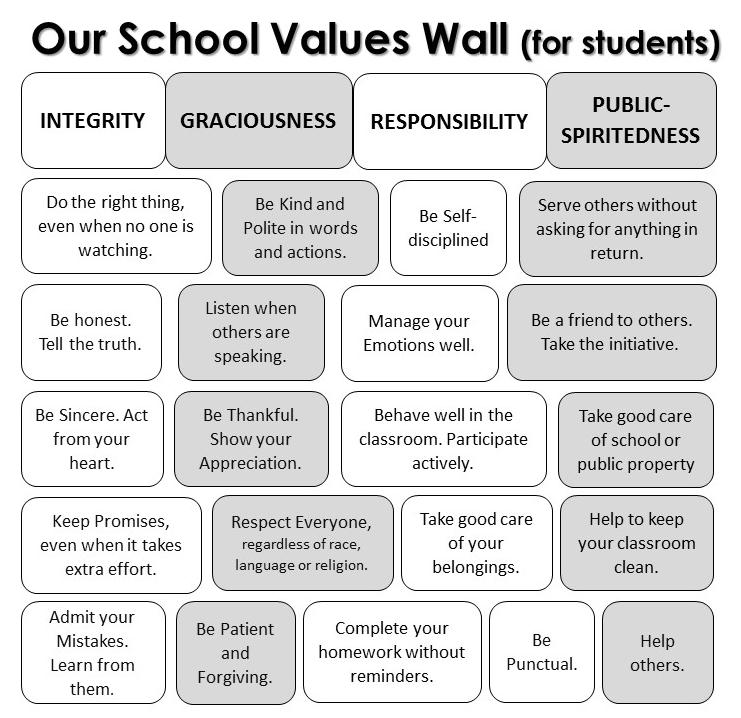 Our School Values Wall (for students)
INTEGRITY
GRACIOUSNESS
RESPONSIBILITY
PUBLIC-
SPIRITEDNESS
Do the right thing,
even when no one is
watching.
Be Kind and
Polite in words
and actions.
Be Self-
disciplined
Serve others without
asking for anything in
return.
Be honest.
Tell the truth.
Listen when
others are
speaking.
Manage your
Emotions well.
Be a friend to others.
Take the initiative.
Be Sincere. Act
from your
heart.
Be Thankful.
Show your
Appreciation.
Behave well in the
classroom. Participate
actively.
Take good care
of school or
public property
Keep Promises,
even when it takes
extra effort.
Respect Everyone,
regardless of race,
language or religion.
Take good care
of your
belongings.
Help to keep
your classroom
clean.
Admit your
Mistakes.
Learn from
them.
Be Patient
and
Forgiving.
Complete your
homework without
reminders.
Be
Punctual.
Help
others.